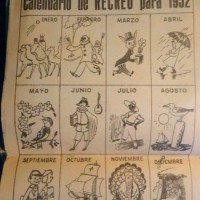 Calendario de RECREO para 1932
ENERO FEBRERO MARZO ABRIL
MAYO JUNIO JULIO AGOSTO
SEPTIEMBRE OCTUBRE NOVIEMBRE DICIEMBRE